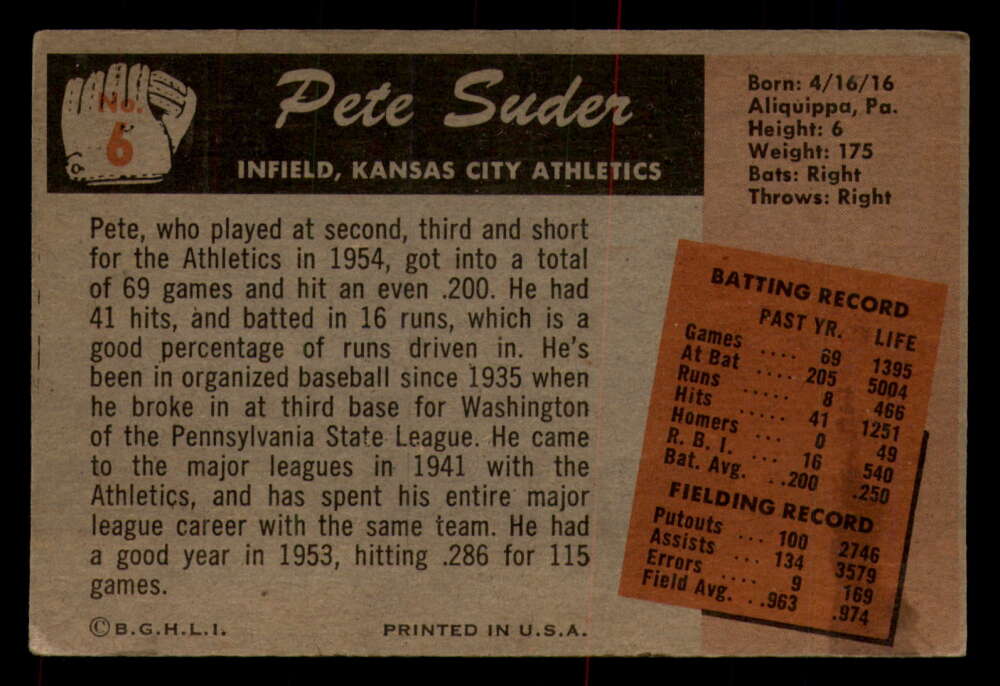 No.
6
Pete Suder
INFIELD, KANSAS CITY ATHLETICS
Born: 4/16/16
Aliquippa, Pa.
Height: 6
Weight: 175
Bats: Right
Throws: Right
Pete, who played at second, third and short
for the Athletics in 1954, got into a total
of 69 games and hit an even .200. He had
41 hits, and batted in 16 runs, which is a
good percentage of runs driven in. He's
been in organized baseball since 1935 when
he broke in at third base for Washington
of the Pennsylvania State League. He came
to the major leagues in 1941 with the
Athletics, and has spent his entire major
league career with the same team. He had
a good year in 1953, hitting .286 for 115
games.
BATTING RECORD
PAST YR. LIFE
Games .... 69 1395
At Bat .... 205 5004
Runs ..... 8 466
Hits ..... 41 1251
Homers ... 0 49
R. B. I. ... 16 540
Bat. Avg. . .200 .250
FIELDING RECORD
Putouts ... 100 2746
Assists ... 134 3579
Errors .... 9 169
Field Avg. . .963 .974
© B.G.H.L.I. PRINTED IN U.S.A.